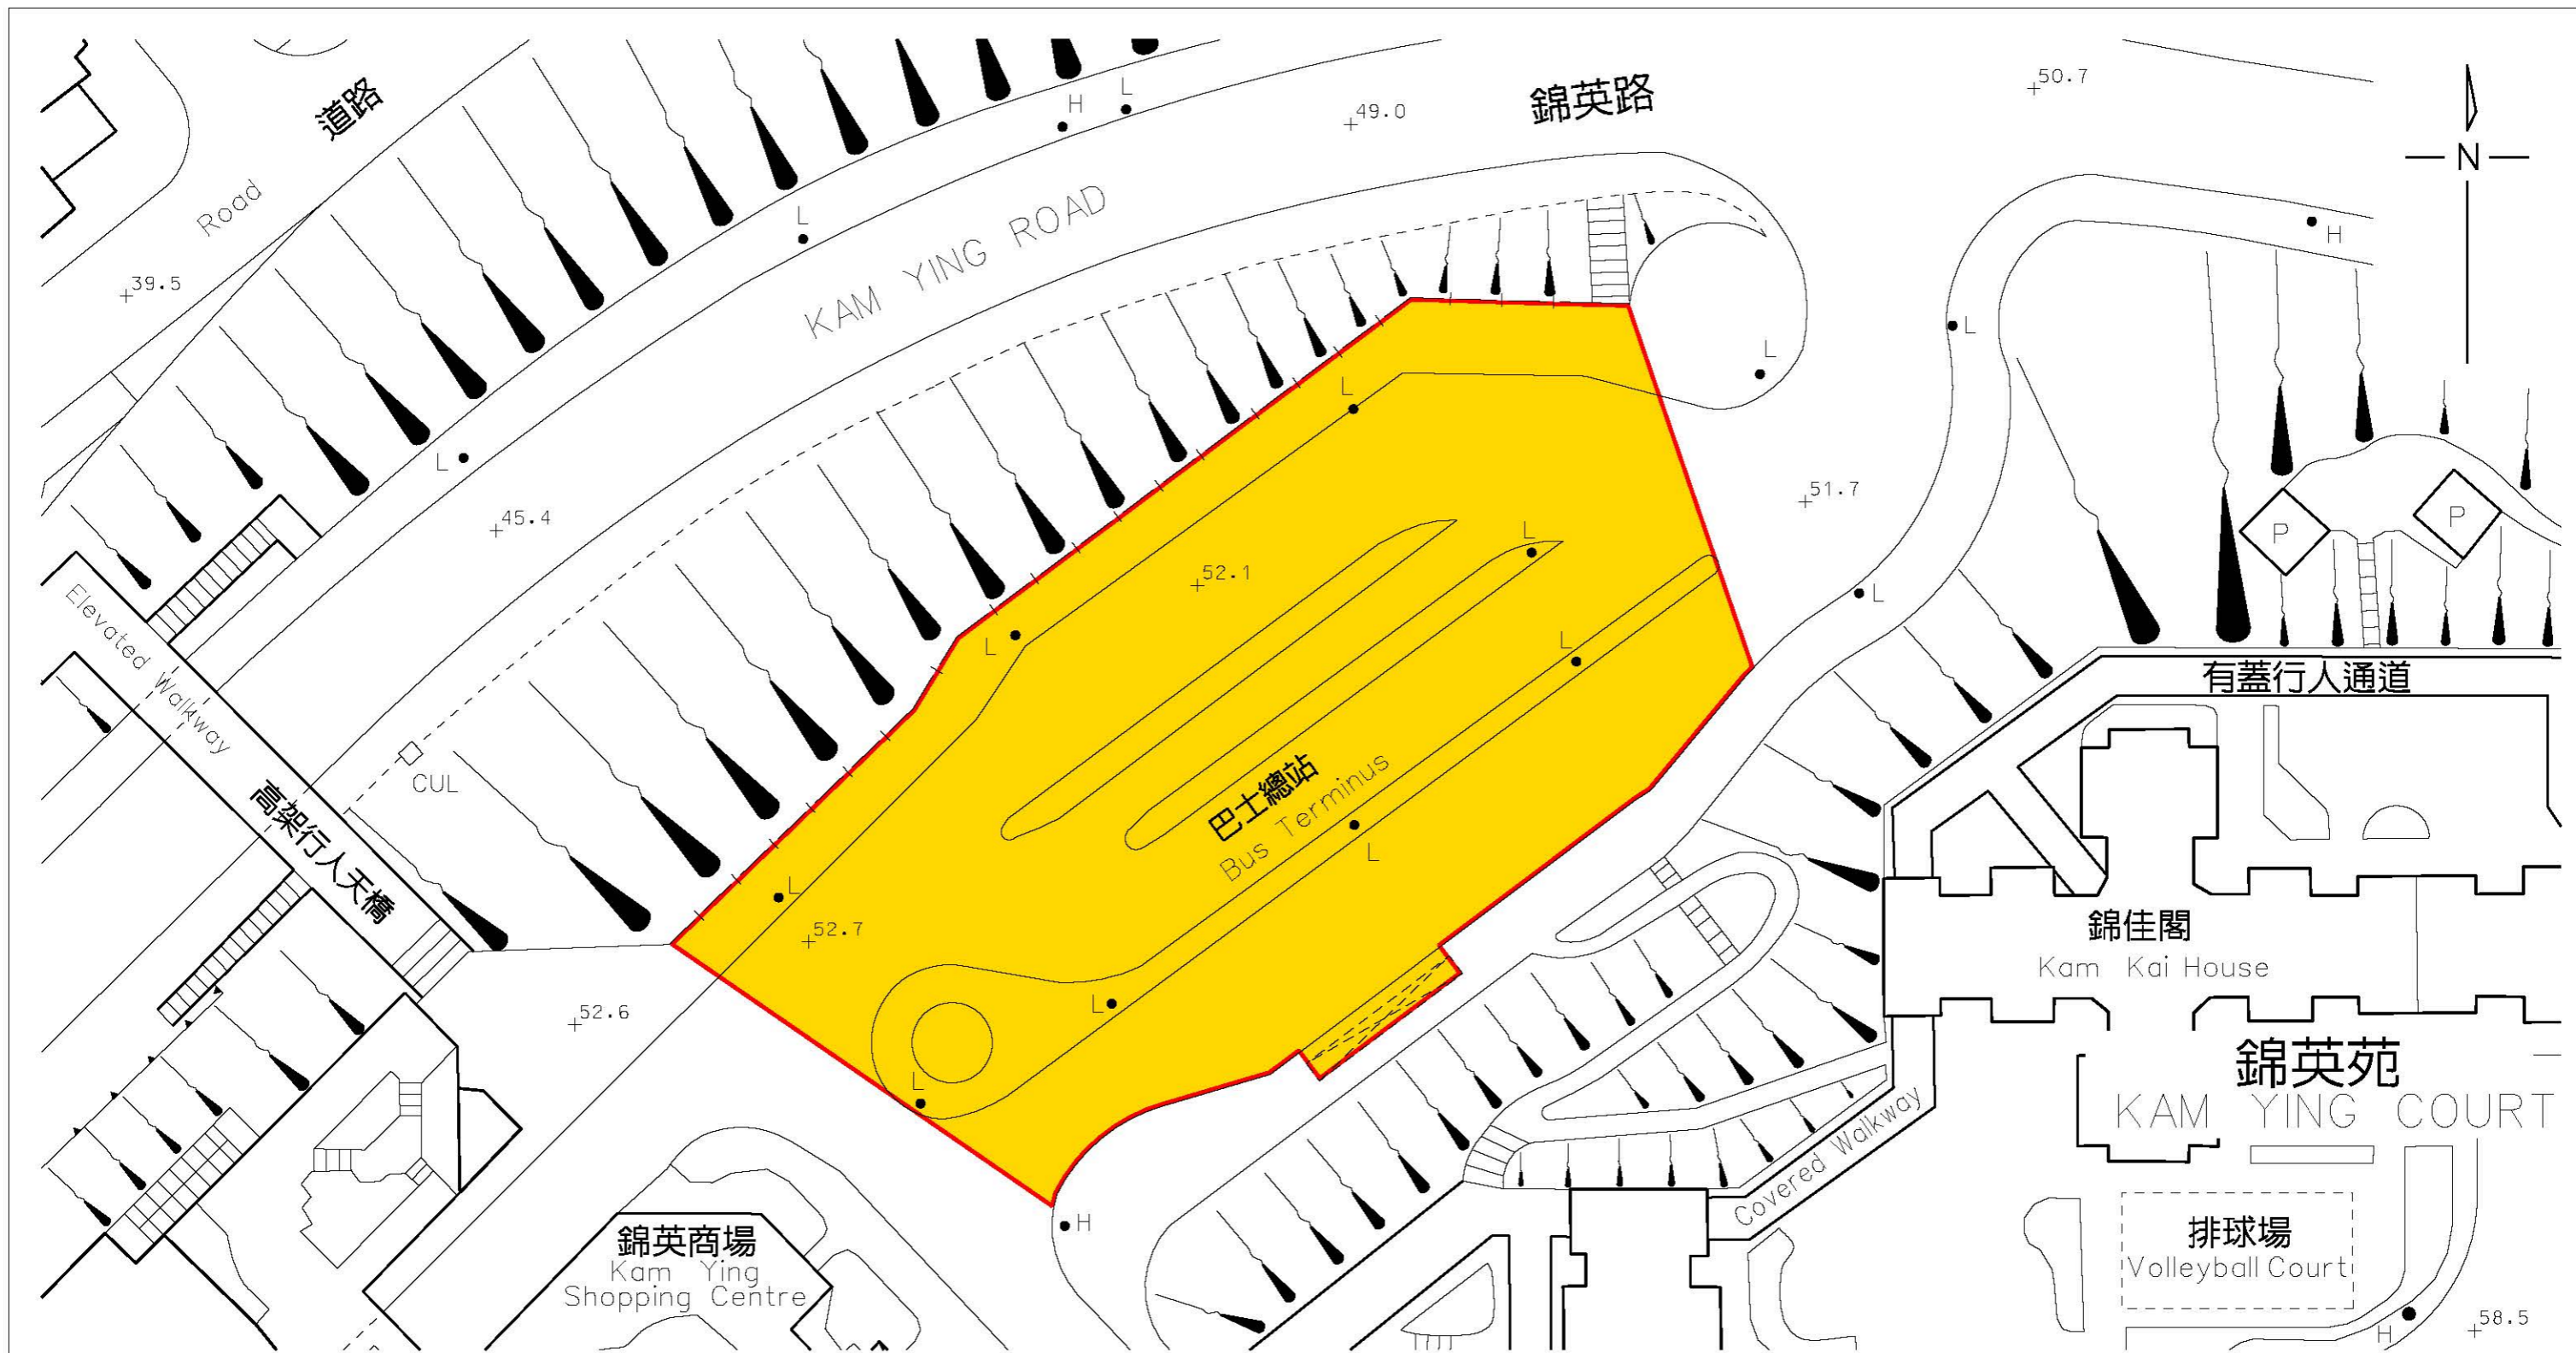 道路
Road
39.5
H
L
L
49.0
錦英路
50.7
N
KAM YING ROAD
L
H
L
L
L
L
45.4
51.7
52.1
L
P
P
L
L
L
Elevated Walkway
高架行人天橋
CUL
有蓋行人通道
巴士總站
Bus Terminus
L
L
52.7
錦佳閣
Kam Kai House
L
52.6
L
錦英苑
KAM YING COURT
Covered Walkway
H
錦英商場
Kam Ying
Shopping Centre
排球場
Volleyball Court
H
58.5